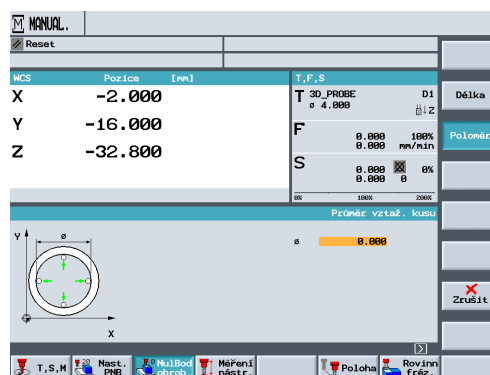 M MANUAL.
Reset
WCS Pozice [mm] T,F,S
X -2.000
Y -16.000
Z -32.800
T 3D_PROBE D1
ø 4.000
Z
F 0.000 100%
0.000 mm/min
S 0.000 0%
0.000 0
0% 100% 200%
Délka
Poloměr
Průměr vztaž. kusu
ø 0.000
Y ø
X
Zrušit
T,S,M
Nast. PNB
NulBod obrob.
Měření nástr.
Poloha
Rovinn fréz.